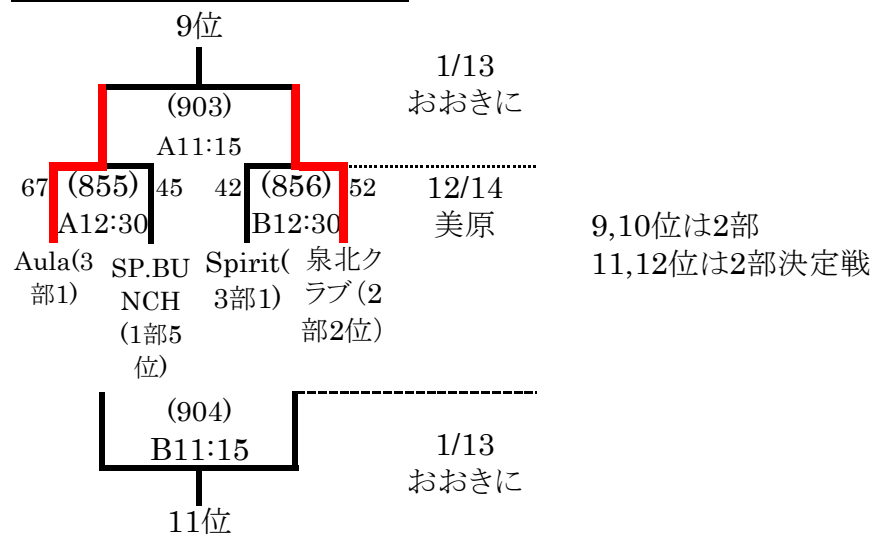 9位
1/13
おおきに
(903)
A11:15
67 (855) 45 42 (856) 52
12/14
A12:30 B12:30
美原
9,10位は2部
11,12位は2部決定戦
Aula(3
部1)
SP.BU
NCH
(1部5
位)
Spirit(
3部1)
泉北ク
ラブ(2
部2位)
(904)
B11:15
1/13
おおきに
11位